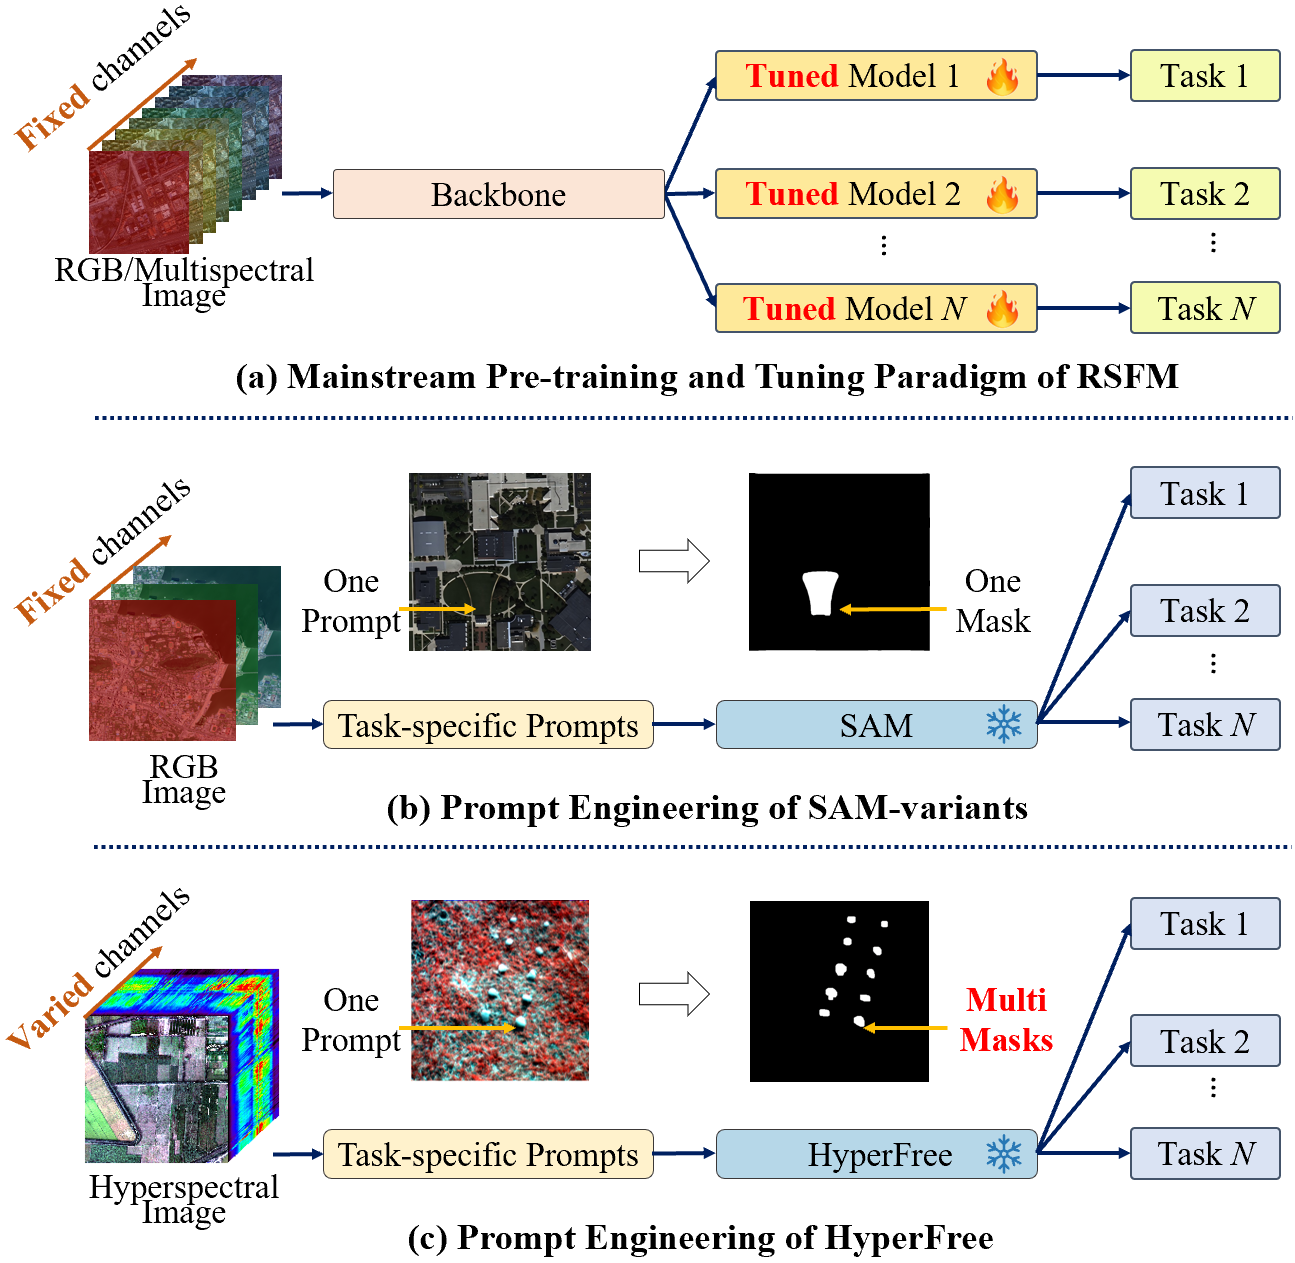 Fixed channels
RGB/Multispectral
Image
Backbone
Tuned Model 1
Task 1
Tuned Model 2
Task 2
⋮
⋮
Tuned Model N
Task N
(a) Mainstream Pre-training and Tuning Paradigm of RSFM
Fixed channels
RGB
Image
One
Prompt
One
Mask
Task-specific Prompts
SAM
Task 1
Task 2
⋮
Task N
(b) Prompt Engineering of SAM-variants
Varied channels
Hyperspectral
Image
One
Prompt
Multi
Masks
Task-specific Prompts
HyperFree
Task 1
Task 2
⋮
Task N
(c) Prompt Engineering of HyperFree